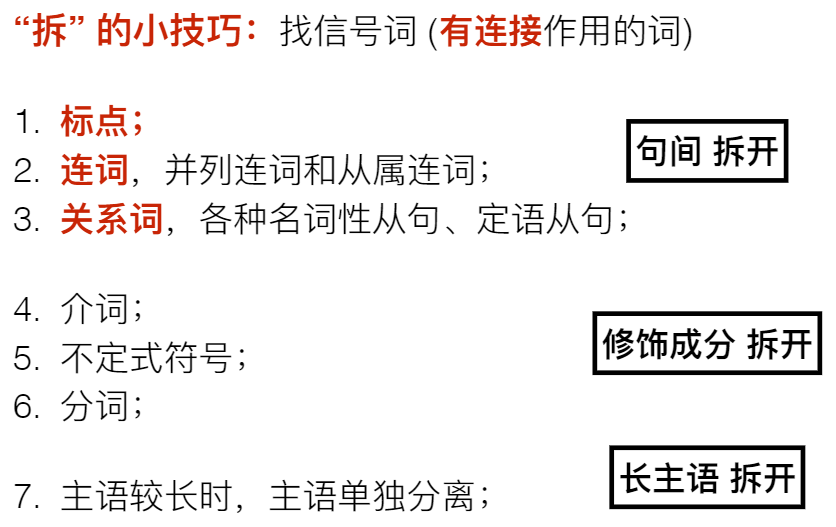 “拆” 的小技巧：找信号词 (有连接作用的词)
1. 标点；
2. 连词，并列连词和从属连词；
句间 拆开
3. 关系词，各种名词性从句、定语从句；
4. 介词；
5. 不定式符号；
修饰成分 拆开
6. 分词；
7. 主语较长时，主语单独分离；
长主语 拆开